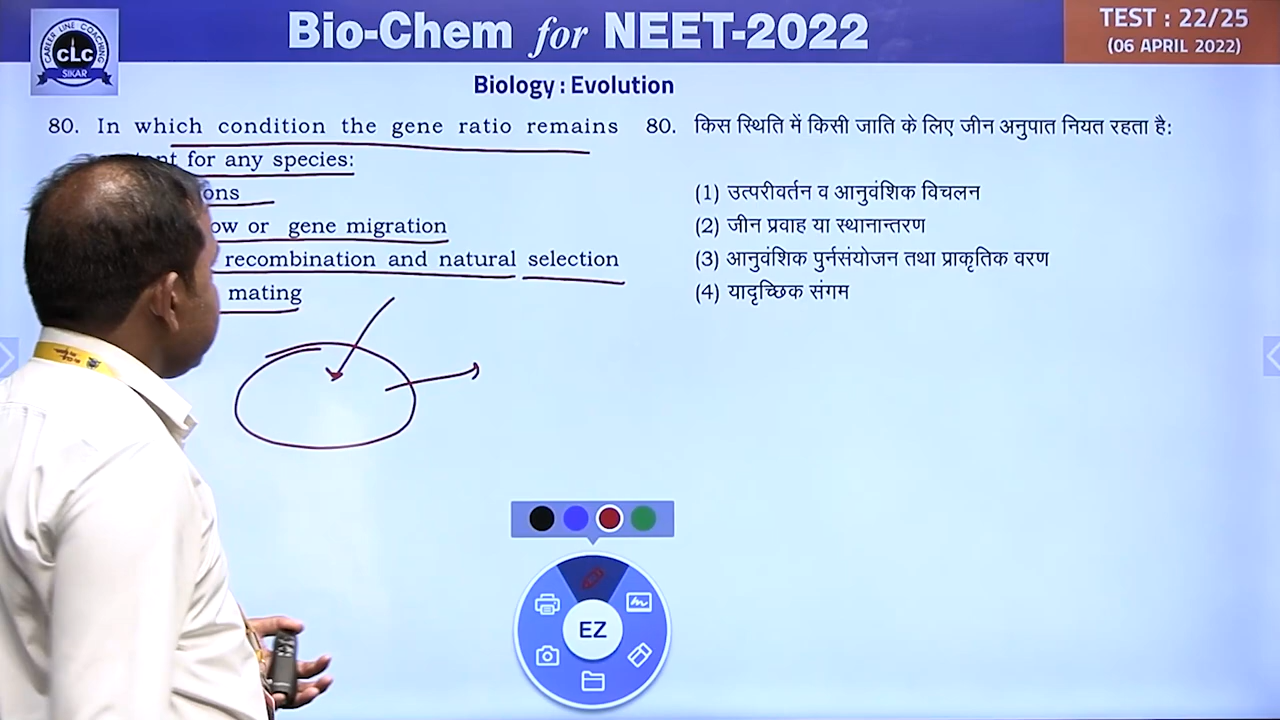 CAREER LINE COACHING
CLC
SIKAR
Bio-Chem for NEET-2022
TEST : 22/25
(06 APRIL 2022)
Biology : Evolution
80. In which condition the gene ratio remains
for any species:
or gene migration
recombination and natural selection
mating
80. किस स्थिति में किसी जाति के लिए जीन अनुपात नियत रहता है:
(1) उत्परीवर्तन व आनुवंशिक विचलन
(2) जीन प्रवाह या स्थानान्तरण
(3) आनुवंशिक पुर्नसंयोजन तथा प्राकृतिक वरण
(4) यादृच्छिक संगम
EZ